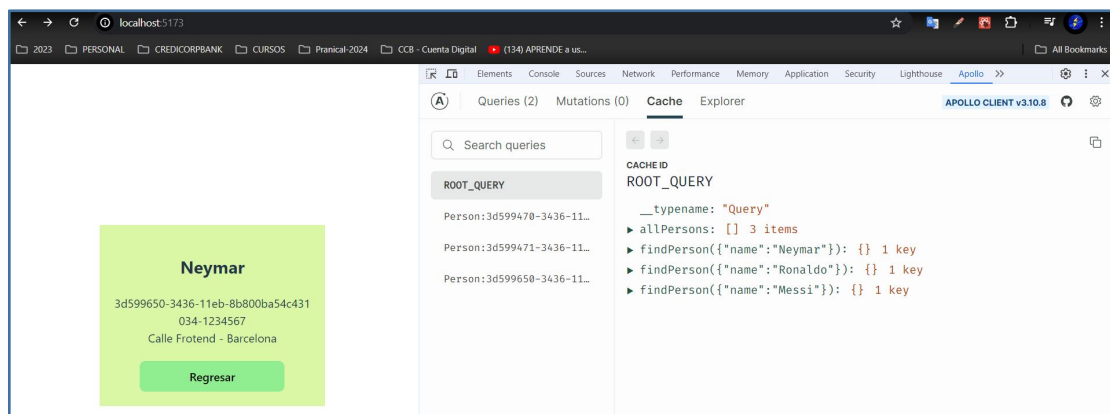 localhost:5173
2023 PERSONAL CREDICORPBANK CURSOS Pranical-2024 CCB - Cuenta Digital (134) APRENDE a us... All Bookmarks
Elements Console Sources Network Performance Memory Application Security Lighthouse Apollo
Queries (2) Mutations (0) Cache Explorer APOLLO CLIENT v3.10.8
Search queries
ROOT_QUERY
Person:3d599470-3436-11…
Person:3d599471-3436-11…
Person:3d599650-3436-11…
CACHE ID
ROOT_QUERY
__typename: "Query"
allPersons: [] 3 items
findPerson({"name":"Neymar"}): {} 1 key
findPerson({"name":"Ronaldo"}): {} 1 key
findPerson({"name":"Messi"}): {} 1 key
Neymar
3d599650-3436-11eb-8b800ba54c431
034-1234567
Calle Frotend - Barcelona
Regresar